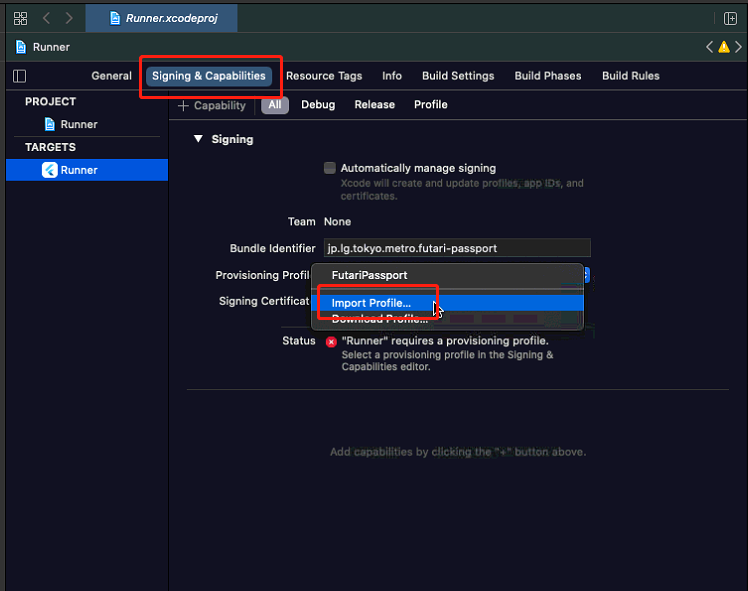 Runner.xcodeproj
Runner
General Signing & Capabilities Resource Tags Info Build Settings Build Phases Build Rules
PROJECT
Runner
TARGETS
Runner
+ Capability All Debug Release Profile
Signing
Automatically manage signing
Xcode will create and update profiles, app IDs, and
certificates.
Team None
Bundle Identifier jp.lg.tokyo.metro.futari-passport
Provisioning Profil
FutariPassport
Signing Certificat
Import Profile...
Download Profile...
Status "Runner" requires a provisioning profile.
Select a provisioning profile in the Signing &
Capabilities editor.
Add capabilities by clicking the "+" button above.